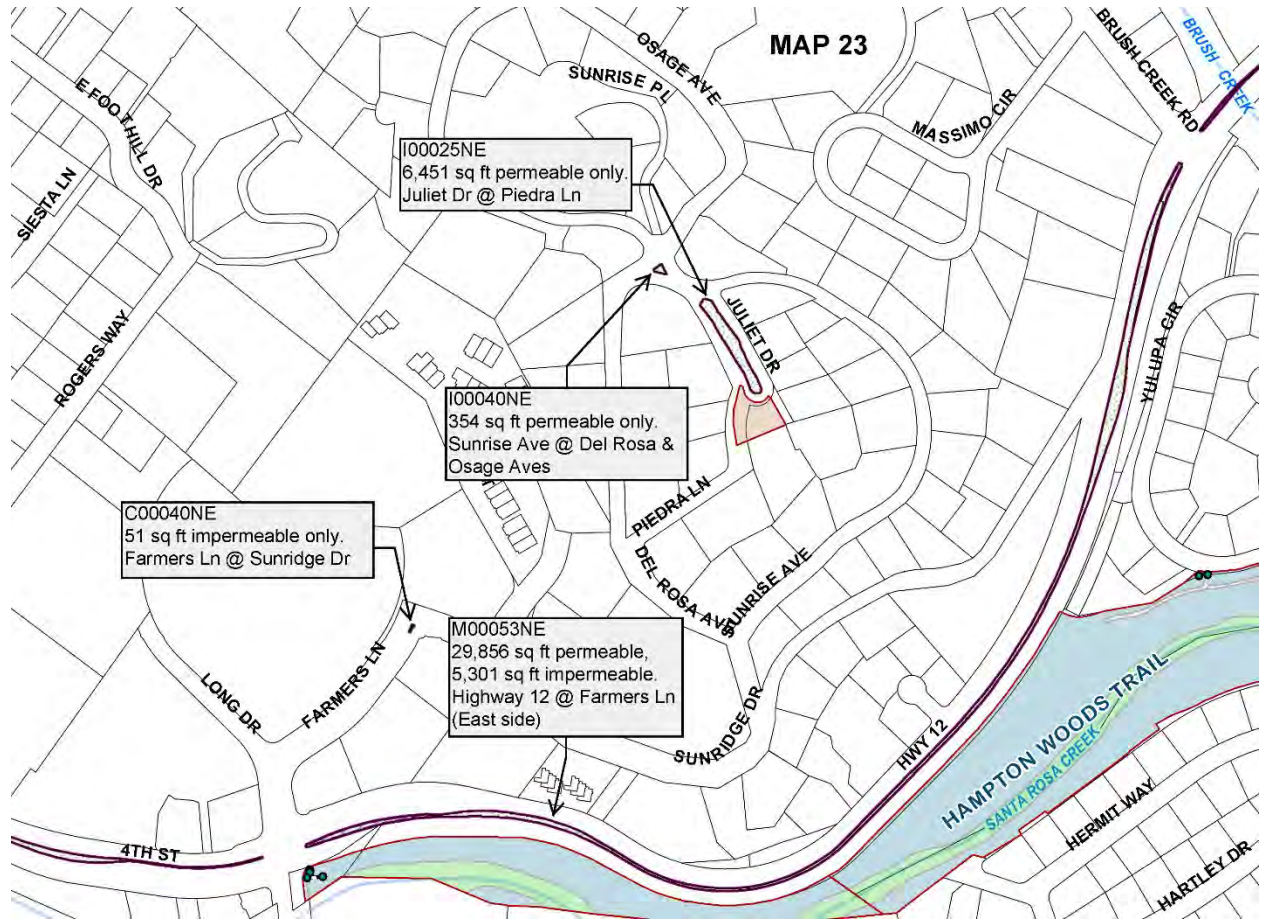 MAP 23
OSAGE AVE
SUNRISE PL
BRUSH CREEK RD
BRUSH CREEK
MASSIMO CIR
E FOOTHILL DR
SIESTA LN
ROGERS WAY
I00025NE
6,451 sq ft permeable only.
Juliet Dr @ Piedra Ln
JULIET DR
YULUPA CIR
I00040NE
354 sq ft permeable only.
Sunrise Ave @ Del Rosa &
Osage Aves
PIEDRA LN
C00040NE
51 sq ft impermeable only.
Farmers Ln @ Sunridge Dr
DEL ROSA AVE
SUNRISE AVE
M00053NE
29,856 sq ft permeable,
5,301 sq ft impermeable.
Highway 12 @ Farmers Ln
(East side)
LONG DR
FARMERS LN
SUNRIDGE DR
HWY 12
HAMPTON WOODS TRAIL
SANTA ROSA CREEK
HERMIT WAY
HARTLEY DR
4TH ST